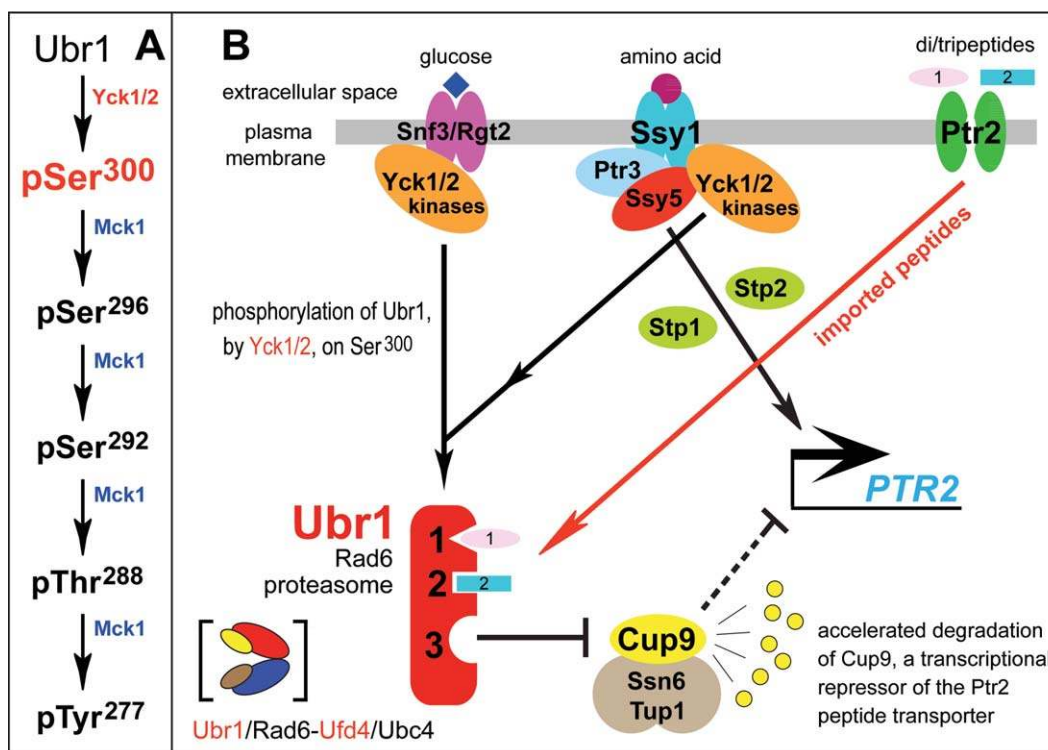 A
Ubr1
Yck1/2
pSer300
Mck1
pSer296
Mck1
pSer292
Mck1
pThr288
Mck1
pTyr277
B
glucose
amino acid
di/tripeptides
1
2
extracellular space
plasma
membrane
Snf3/Rgt2
Ssy1
Ptr2
Yck1/2
kinases
Ptr3
Ssy5
Yck1/2
kinases
phosphorylation of Ubr1,
by Yck1/2, on Ser300
Stp2
Stp1
imported peptides
PTR2
Ubr1
Rad6
proteasome
1
1
2
2
3
Cup9
Ssn6
Tup1
accelerated degradation
of Cup9, a transcriptional
repressor of the Ptr2
peptide transporter
Ubr1/Rad6-Ufd4/Ubc4